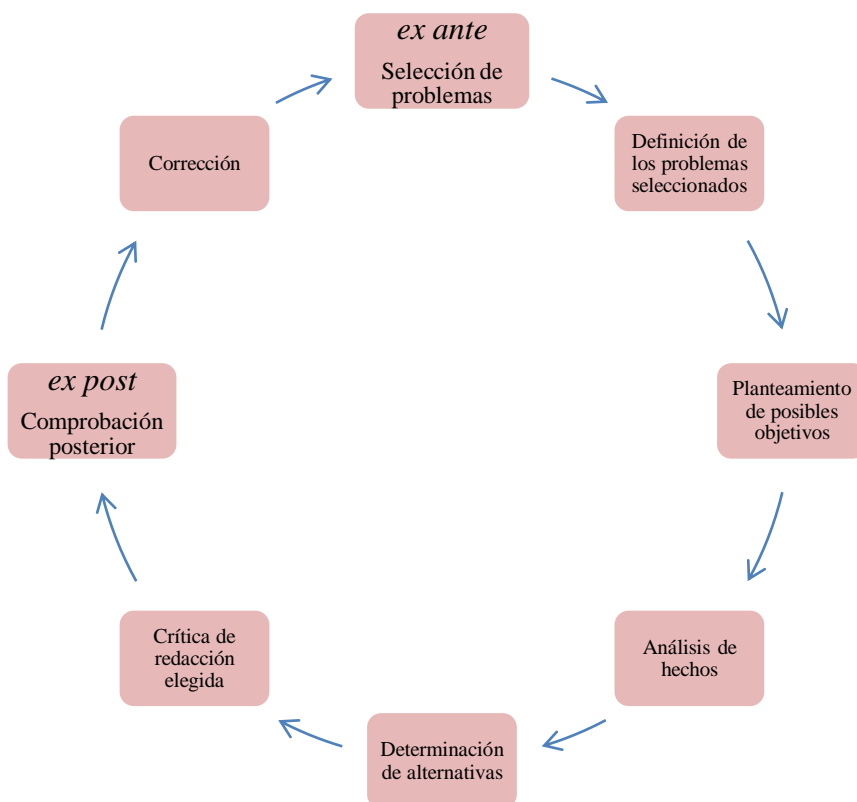 ex ante
Selección de
problemas
Definición de
los problemas
seleccionados
Planteamiento
de posibles
objetivos
Análisis de
hechos
Determinación
de alternativas
Crítica de
redacción
elegida
ex post
Comprobación
posterior
Corrección